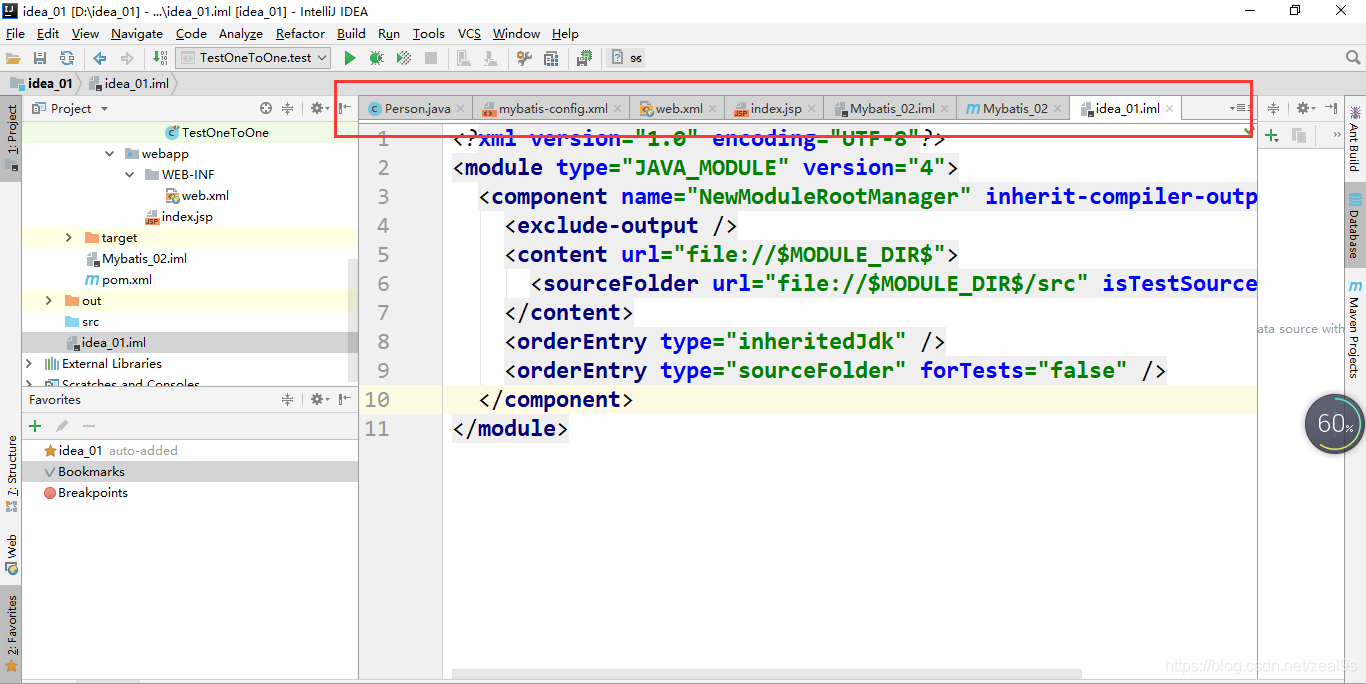 idea_01 [D:\idea_01] - ...\idea_01.iml [idea_01] - IntelliJ IDEA
File Edit View Navigate Code Analyze Refactor Build Run Tools VCS Window Help
TestOneToOne.test
idea_01 idea_01.iml
Project
Person.java mybatis-config.xml web.xml index.jsp Mybatis_02.iml Mybatis_02 idea_01.iml
1: Project
TestOneToOne
webapp
WEB-INF
web.xml
index.jsp
target
Mybatis_02.iml
pom.xml
out
src
idea_01.iml
External Libraries
Scratches and Consoles
Favorites
idea_01 auto-added
Bookmarks
Breakpoints
7: Structure
Web
2: Favorites
1 <?xml version="1.0" encoding="UTF-8"?>
2 <module type="JAVA_MODULE" version="4">
3 <component name="NewModuleRootManager" inherit-compiler-outp
4 <exclude-output />
5 <content url="file://$MODULE_DIR$">
6 <sourceFolder url="file://$MODULE_DIR$/src" isTestSource
7 </content>
8 <orderEntry type="inheritedJdk" />
9 <orderEntry type="sourceFolder" forTests="false" />
10 </component>
11 </module>
ata source with
Ant Build
Database
Maven Projects
60%
https://blog.csdn.net/zeal9s